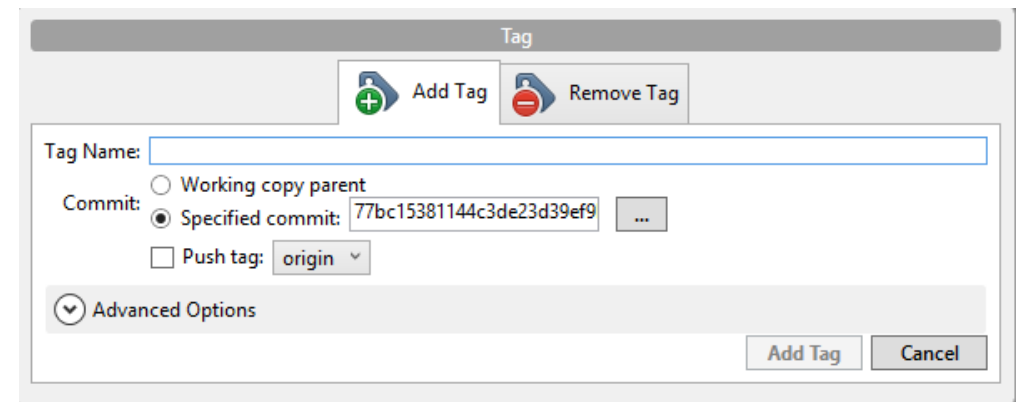 Tag
Add Tag Remove Tag
Tag Name:
Working copy parent
Commit:
Specified commit: 77bc15381144c3de23d39ef9 ...
Push tag: origin
Advanced Options
Add Tag Cancel